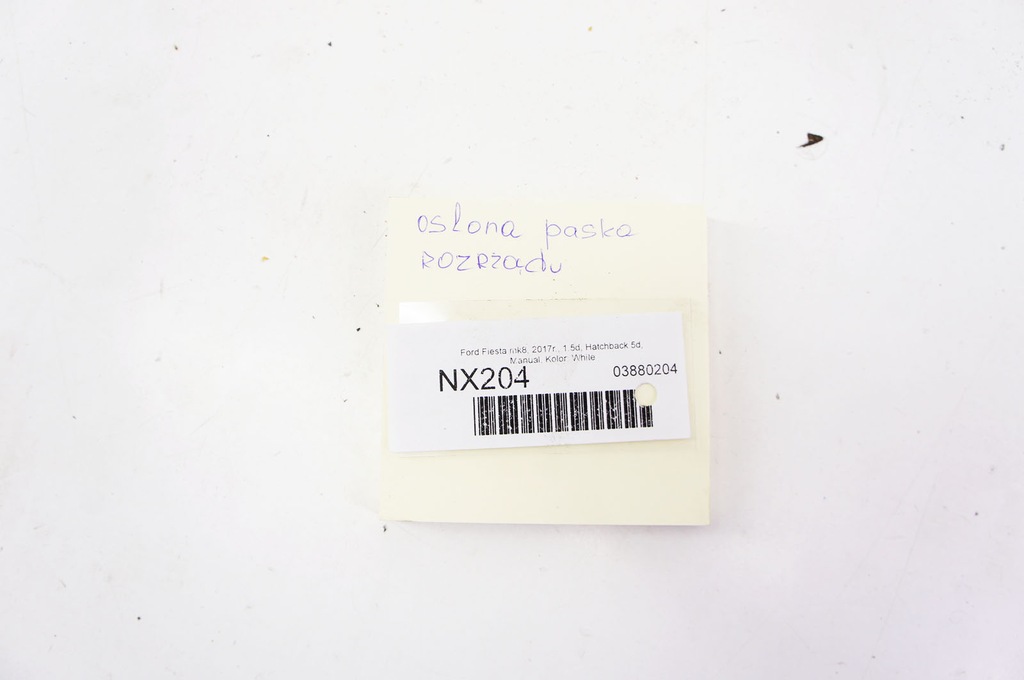 osłona paska
ROZRZĄdu
Ford Fiesta mk8, 2017r., 1.5d, Hatchback 5d,
Manual, Kolor: White
NX204
03880204